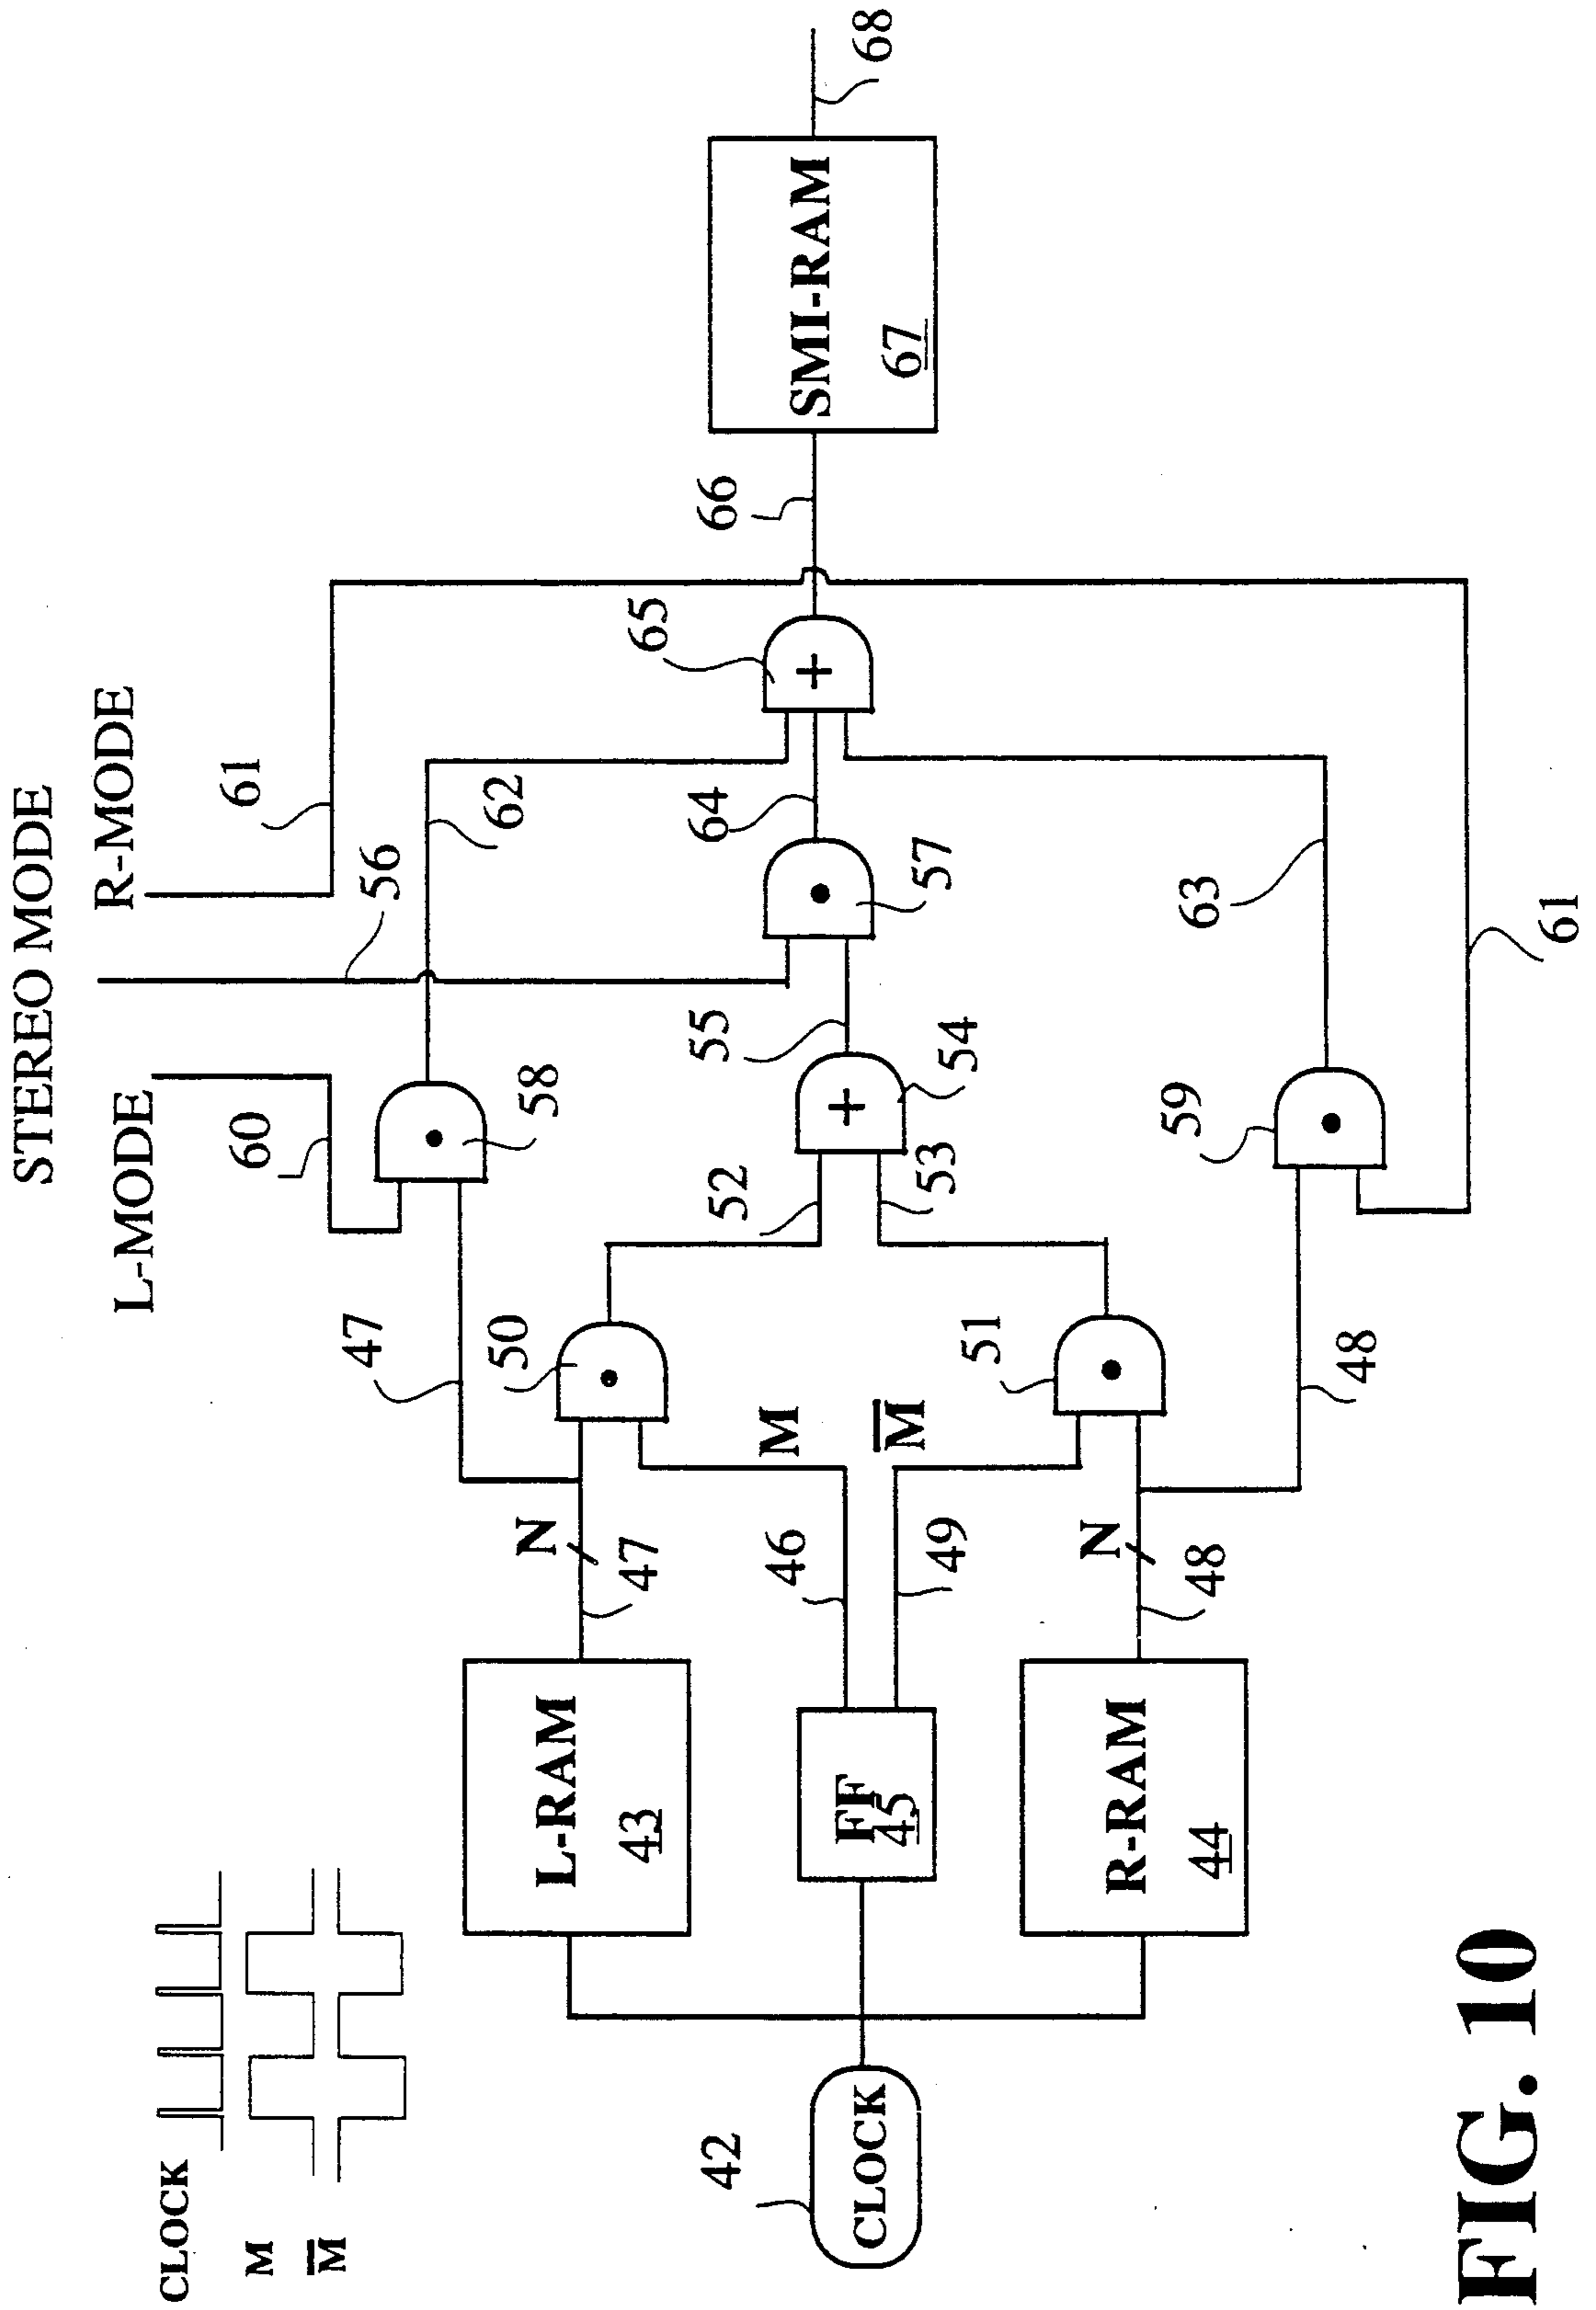 STEREO MODE
L-MODE
R-MODE
CLOCK
M
M̅
60
56
61
47
58
62
L-RAM
43
N
47
50
52
55
64
65
66
SMI-RAM
67
68
42
CLOCK
FF
45
46
M
49
M̅
53
54
57
51
R-RAM
44
N
48
48
59
63
61
FIG. 10